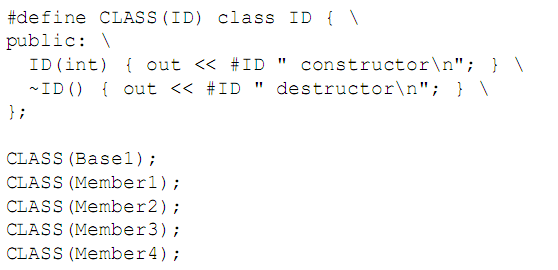 #define CLASS(ID) class ID { \
public: \
  ID(int) { out << #ID " constructor\n"; } \
  ~ID() { out << #ID " destructor\n"; } \
};

CLASS(Base1);
CLASS(Member1);
CLASS(Member2);
CLASS(Member3);
CLASS(Member4);